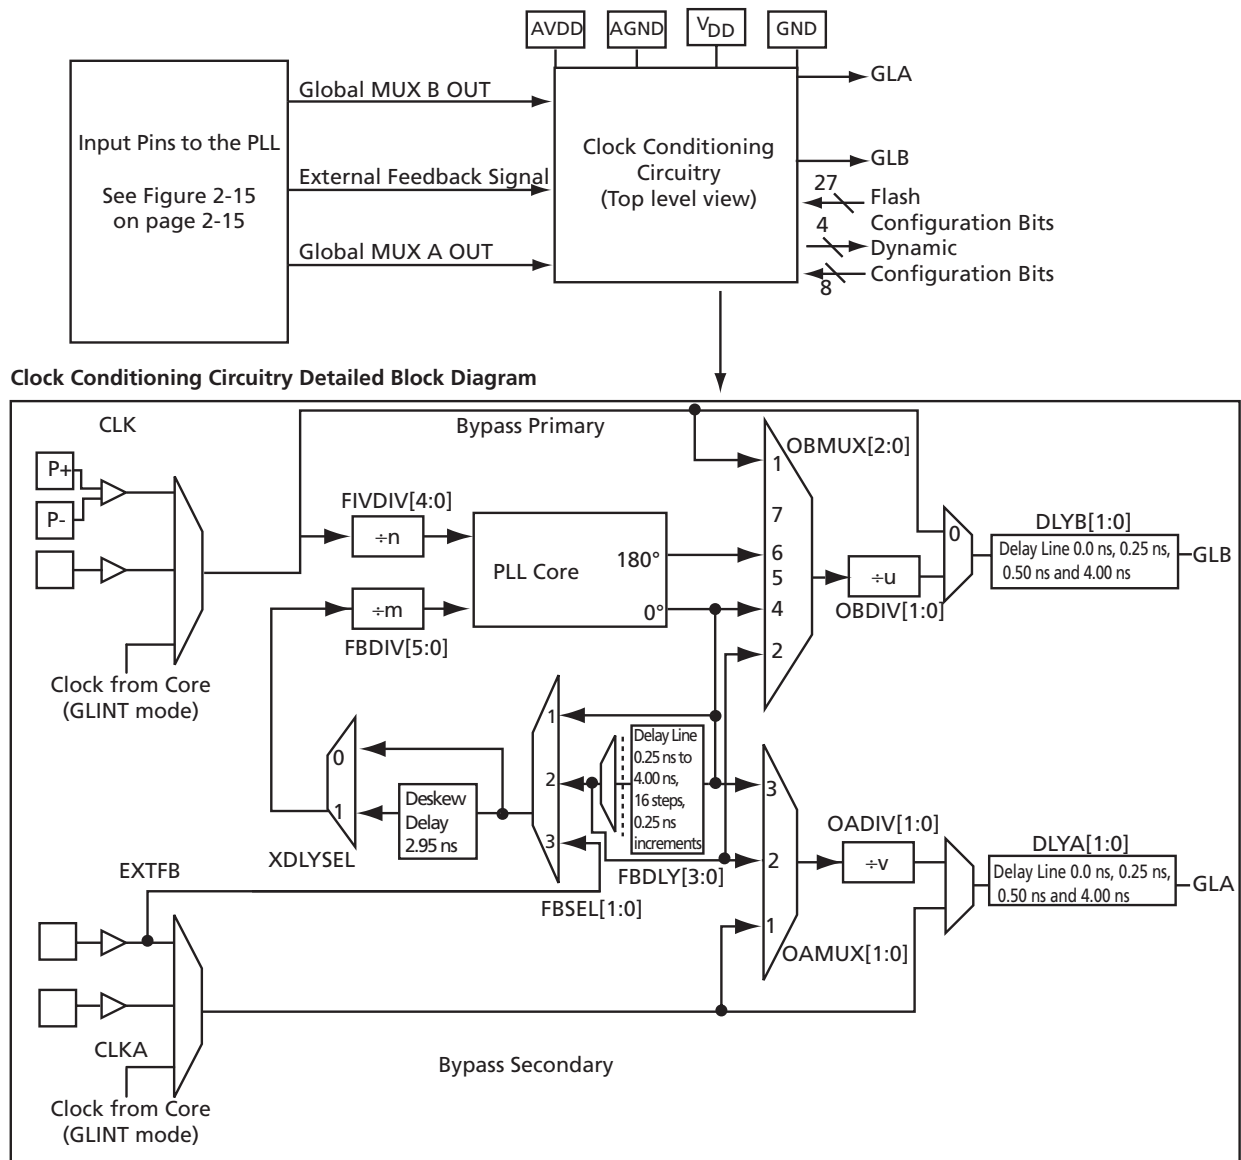 AVDD
AGND
VDD
GND
Input Pins to the PLL
See Figure 2-15
on page 2-15
Global MUX B OUT
External Feedback Signal
Global MUX A OUT
Clock Conditioning
Circuitry
(Top level view)
GLA
GLB
27
Flash
Configuration Bits
4
Dynamic
Configuration Bits
8
Clock Conditioning Circuitry Detailed Block Diagram
CLK
Bypass Primary
P+
P-
Clock from Core
(GLINT mode)
FIVDIV[4:0]
÷n
÷m
FBDIV[5:0]
PLL Core
180°
0°
OBMUX[2:0]
1
7
6
5
4
2
÷u
OBDIV[1:0]
0
DLYB[1:0]
Delay Line 0.0 ns, 0.25 ns,
0.50 ns and 4.00 ns
GLB
0
1
XDLYSEL
Deskew
Delay
2.95 ns
1
2
3
FBSEL[1:0]
Delay Line
0.25 ns to
4.00 ns,
16 steps,
0.25 ns
increments
FBDLY[3:0]
3
2
1
OAMUX[1:0]
OADIV[1:0]
÷v
DLYA[1:0]
Delay Line 0.0 ns, 0.25 ns,
0.50 ns and 4.00 ns
GLA
EXTFB
CLKA
Clock from Core
(GLINT mode)
Bypass Secondary